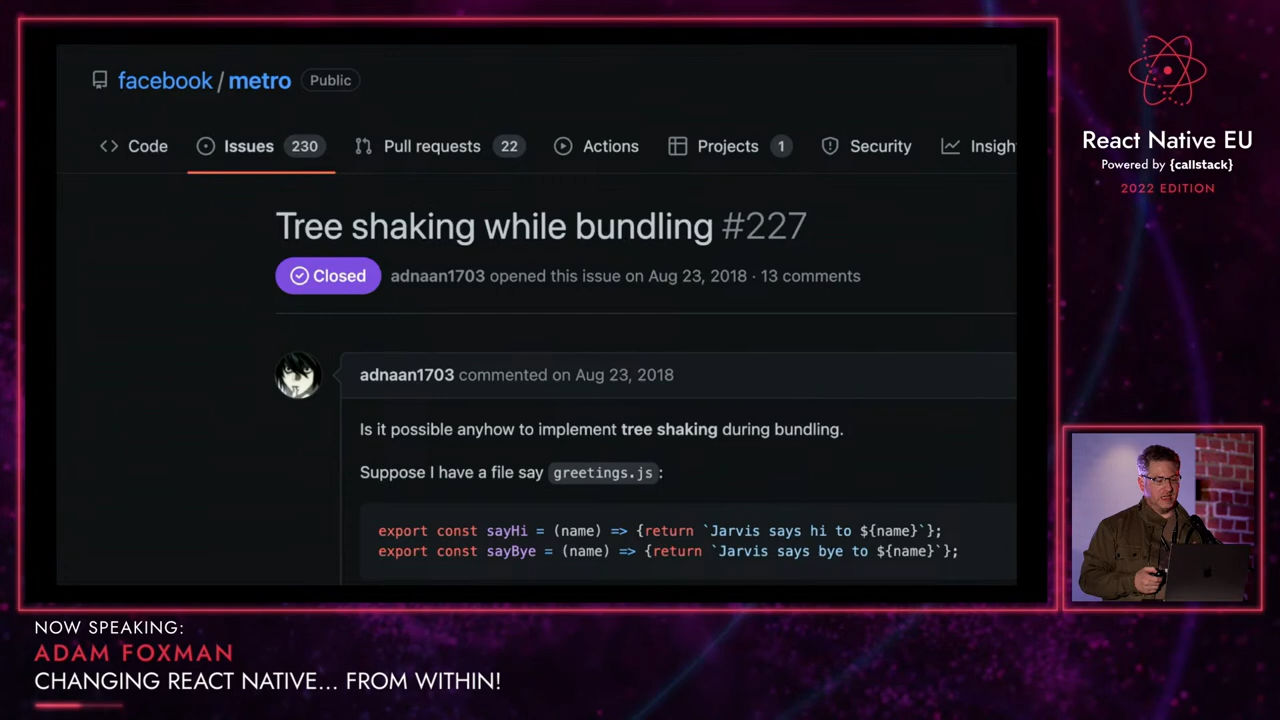 facebook/metro Public
Code Issues 230 Pull requests 22 Actions Projects 1 Security Insigh
Tree shaking while bundling #227
Closed adnaan1703 opened this issue on Aug 23, 2018 · 13 comments
adnaan1703 commented on Aug 23, 2018
Is it possible anyhow to implement tree shaking during bundling.
Suppose I have a file say greetings.js:
export const sayHi = (name) => {return `Jarvis says hi to ${name}`};
export const sayBye = (name) => {return `Jarvis says bye to ${name}`};
React Native EU
Powered by {callstack}
2022 EDITION
NOW SPEAKING:
ADAM FOXMAN
CHANGING REACT NATIVE... FROM WITHIN!